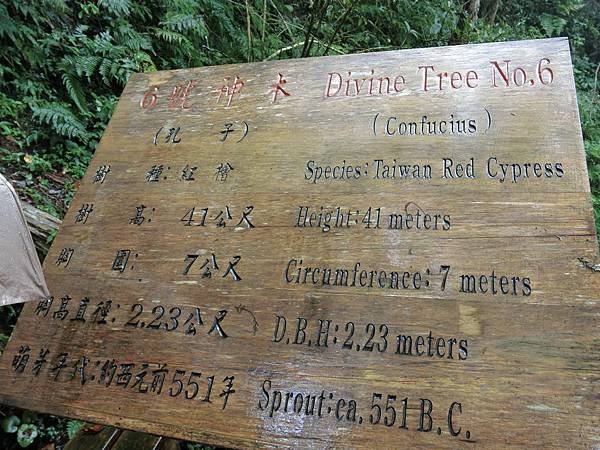 6號神木 Divine Tree No.6
(孔 子) (Confucius)
樹 種: 紅檜 Species: Taiwan Red Cypress
樹 高: 41公尺 Height: 41 meters
胸 圍: 7公尺 Circumference: 7 meters
胸高直徑: 2.23公尺 D.B.H: 2.23 meters
萌芽年代: 約西元前551年 Sprout: ca. 551 B.C.